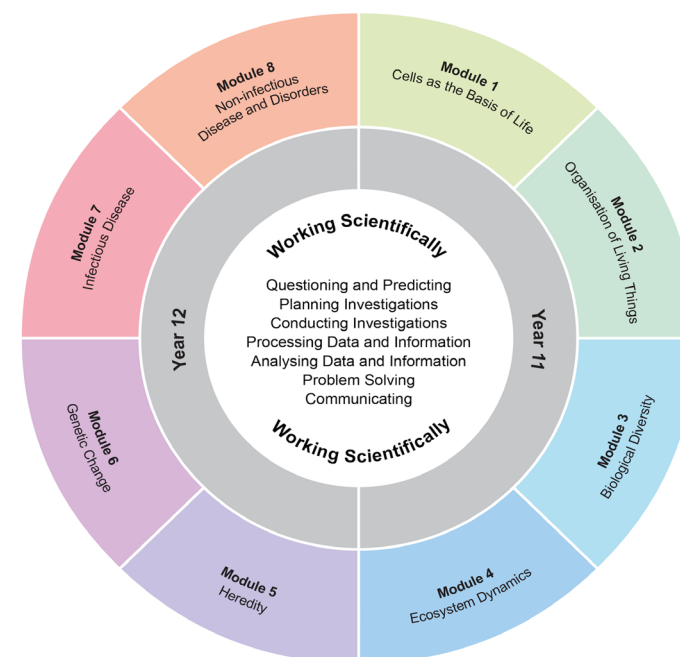 Module 1
Cells as the Basis of Life
Module 2
Organisation of Living Things
Module 3
Biological Diversity
Module 4
Ecosystem Dynamics
Module 5
Heredity
Module 6
Genetic Change
Module 7
Infectious Disease
Module 8
Non-infectious
Disease and Disorders
Year 11
Year 12
Working Scientifically
Questioning and Predicting
Planning Investigations
Conducting Investigations
Processing Data and Information
Analysing Data and Information
Problem Solving
Communicating
Working Scientifically